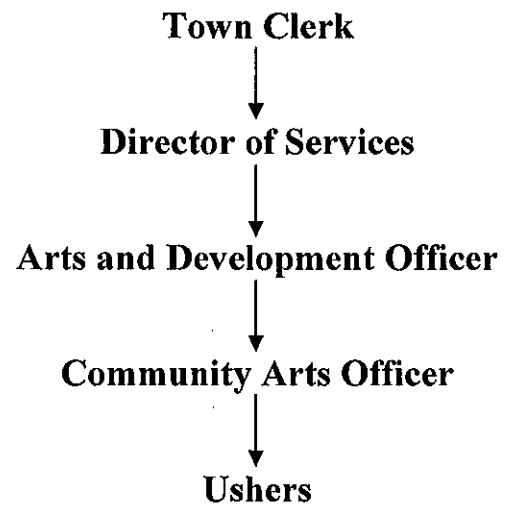 Town Clerk
Director of Services
Arts and Development Officer
Community Arts Officer
Ushers